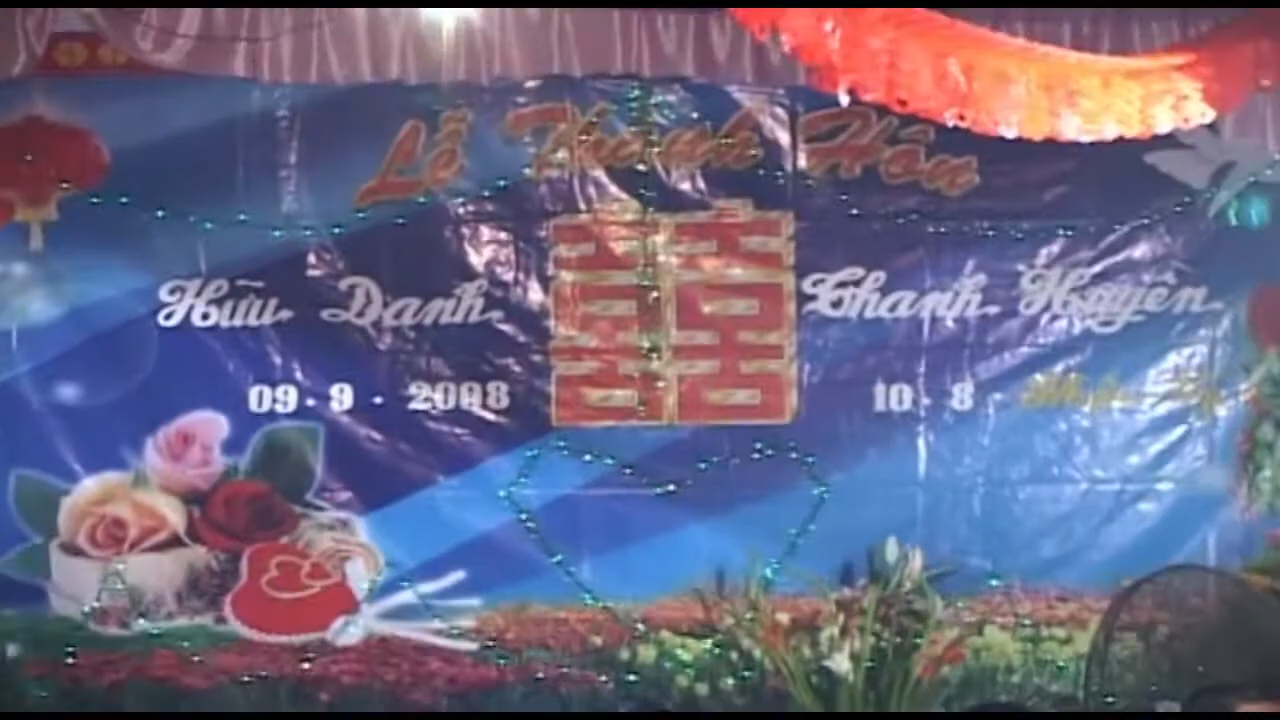 Lễ Thành Hôn
囍
Hữu Danh Thanh Huyền
09 · 9 · 2008 10 · 8